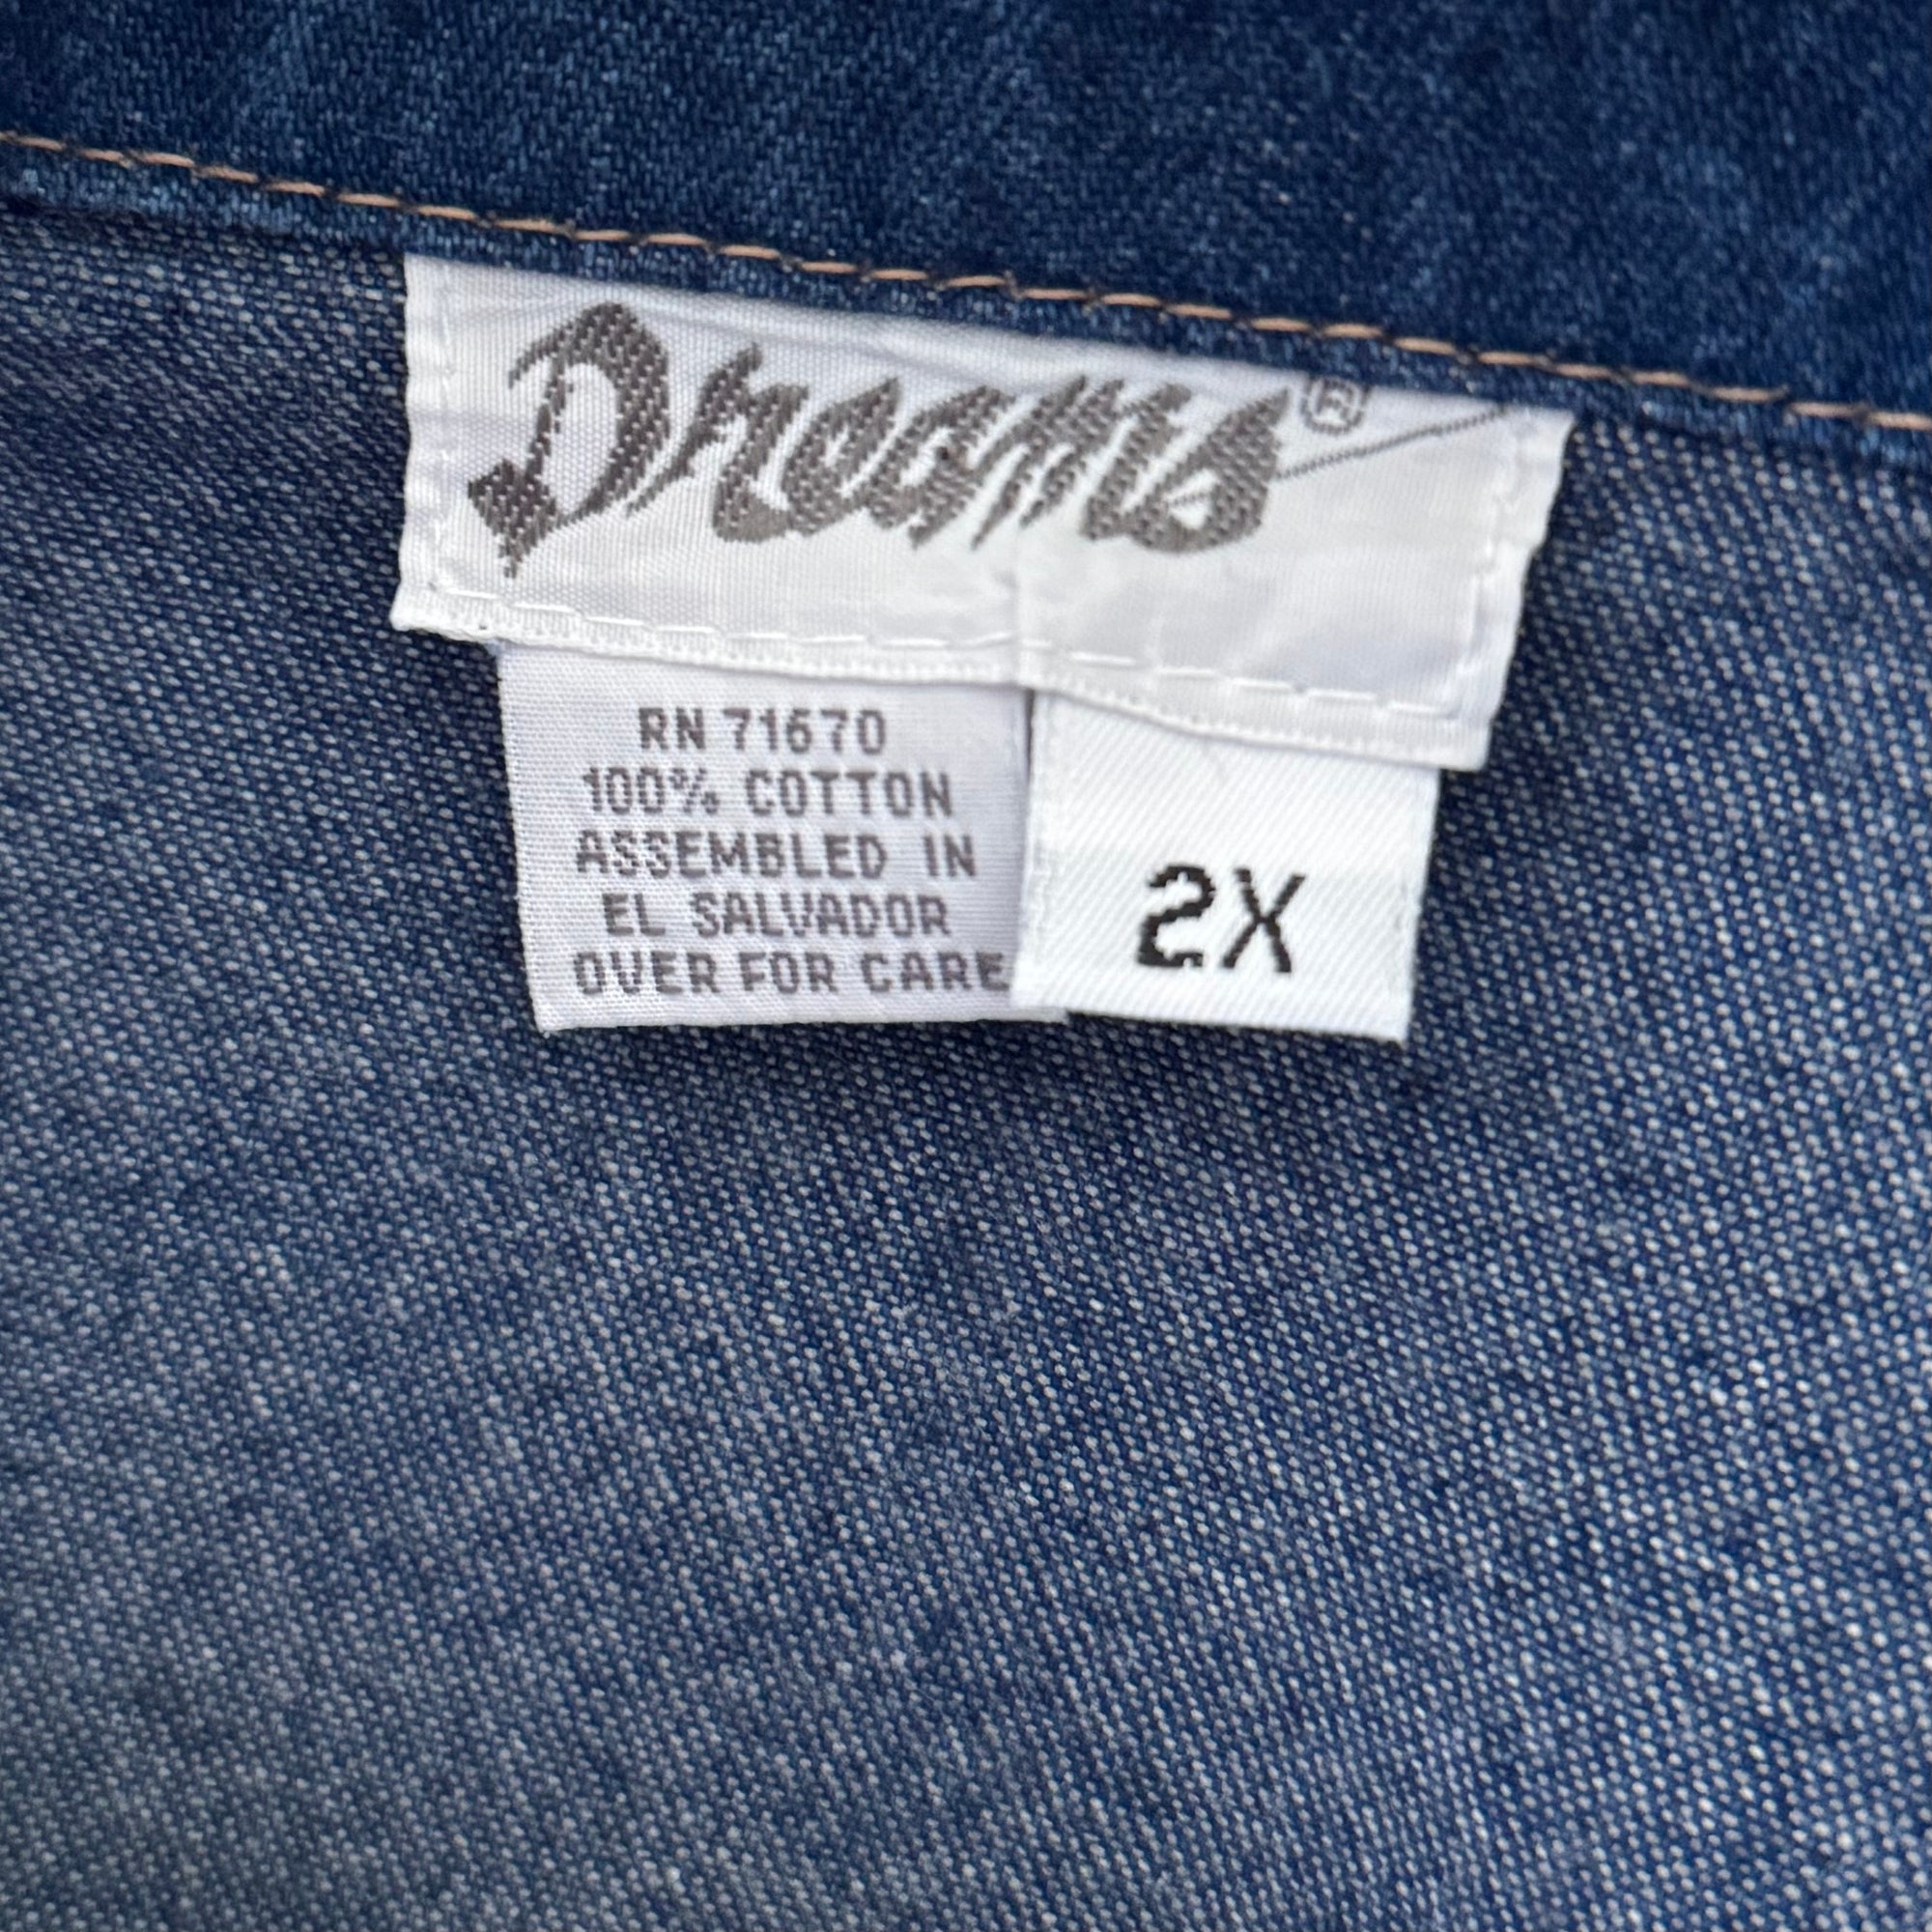 Dreams®
RN 71670
100% COTTON
ASSEMBLED IN
EL SALVADOR
OVER FOR CARE
2X